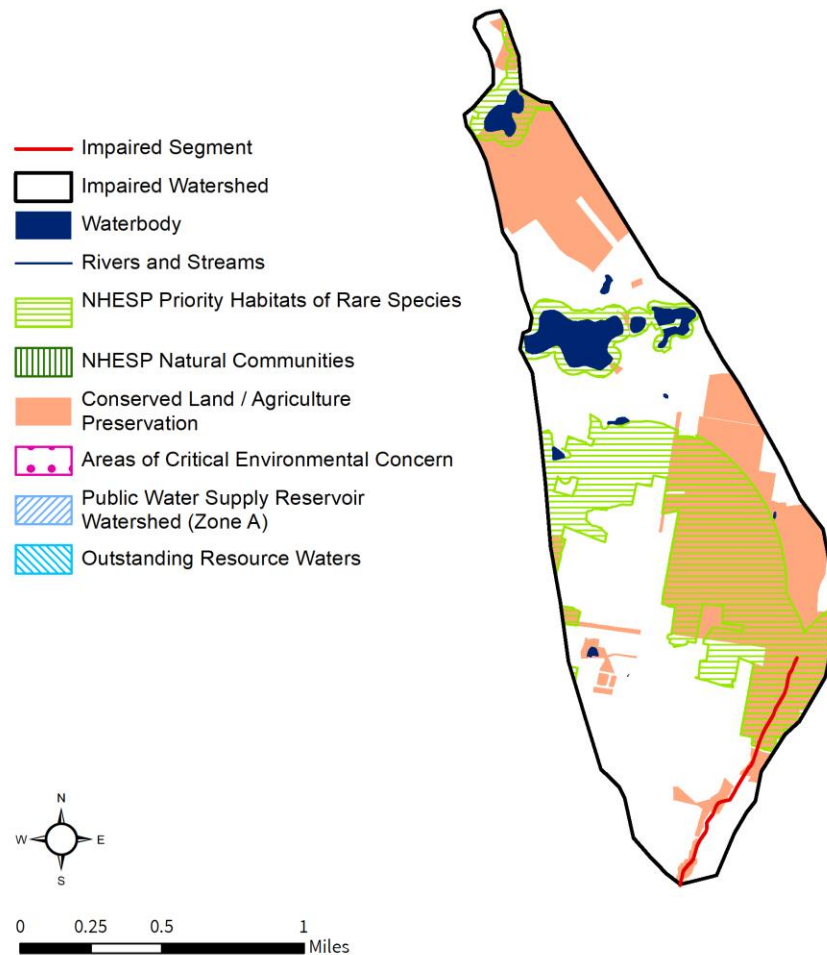 Impaired Segment
Impaired Watershed
Waterbody
Rivers and Streams
NHESP Priority Habitats of Rare Species
NHESP Natural Communities
Conserved Land / Agriculture
Preservation
Areas of Critical Environmental Concern
Public Water Supply Reservoir
Watershed (Zone A)
Outstanding Resource Waters
N
W E
S
0 0.25 0.5 1
Miles